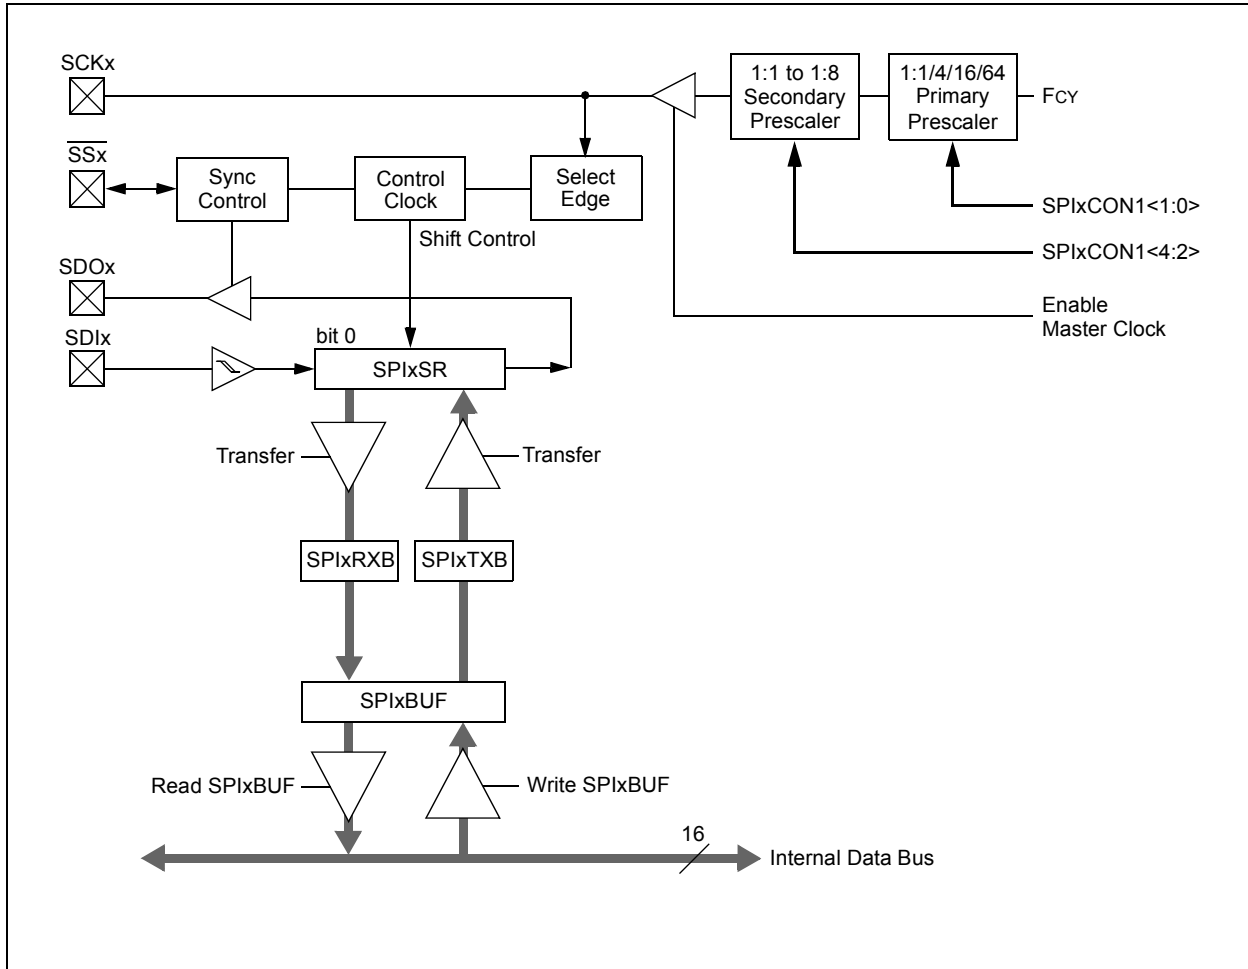 SCKx
1:1 to 1:8
Secondary
Prescaler
1:1/4/16/64
Primary
Prescaler
FCY
SSx
Sync
Control
Control
Clock
Select
Edge
SPIxCON1<1:0>
Shift Control
SPIxCON1<4:2>
SDOx
Enable
Master Clock
SDIx
bit 0
SPIxSR
Transfer
Transfer
SPIxRXB
SPIxTXB
SPIxBUF
Read SPIxBUF
Write SPIxBUF
16
Internal Data Bus